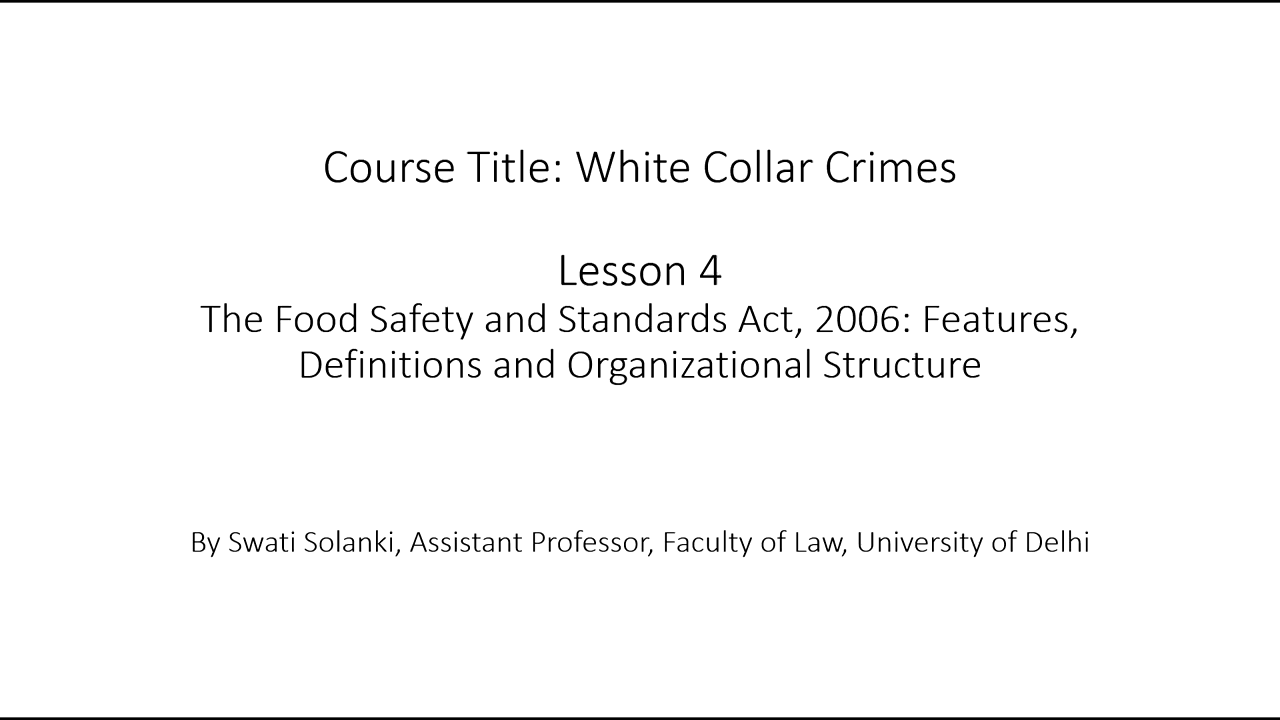 Course Title: White Collar Crimes
Lesson 4
The Food Safety and Standards Act, 2006: Features,
Definitions and Organizational Structure
By Swati Solanki, Assistant Professor, Faculty of Law, University of Delhi